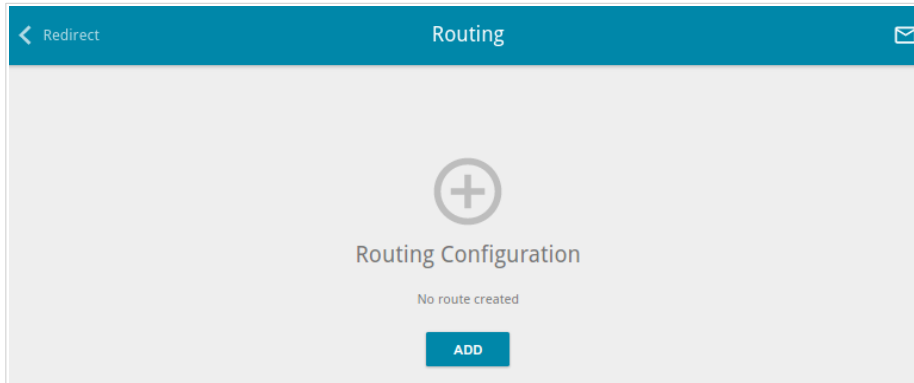 Redirect
Routing
Routing Configuration
No route created
ADD